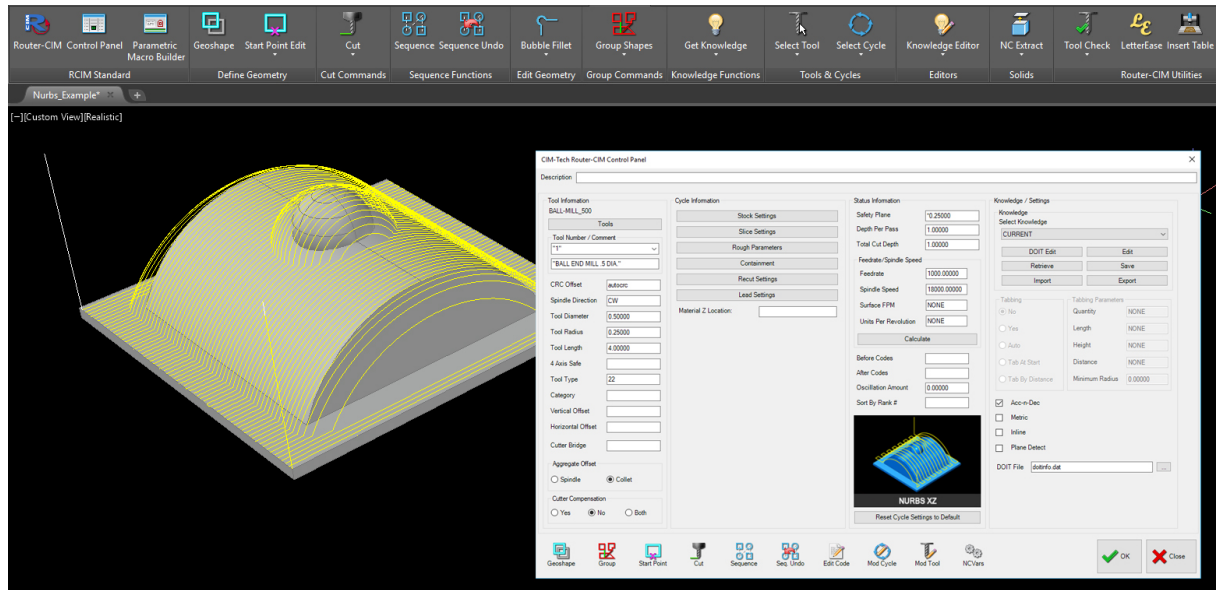 Router-CIM Control Panel Parametric Macro Builder Geoshape Start Point Edit Cut Sequence Sequence Undo Bubble Fillet Group Shapes Get Knowledge Select Tool Select Cycle Knowledge Editor NC Extract Tool Check LetterEase Insert Table
RCIM Standard Define Geometry Cut Commands Sequence Functions Edit Geometry Group Commands Knowledge Functions Tools & Cycles Editors Solids Router-CIM Utilities
Nurbs_Example*
[−][Custom View][Realistic]
CIM-Tech Router-CIM Control Panel
Description
Tool Information
BALL-MILL_500
Tools
Tool Number / Comment
"1"
"BALL END MILL .5 DIA."
CRC Offset autocrc
Spindle Direction CW
Tool Diameter 0.50000
Tool Radius 0.25000
Tool Length 4.00000
4 Axis Safe
Tool Type 22
Category
Vertical Offset
Horizontal Offset
Cutter Bridge
Aggregate Offset
Spindle Collet
Cutter Compensation
Yes No Both
Cycle Information
Stock Settings
Slice Settings
Rough Parameters
Containment
Recut Settings
Lead Settings
Material Z Location:
Status Information
Safety Plane ^0.25000
Depth Per Pass 1.00000
Total Cut Depth 1.00000
Feedrate/Spindle Speed
Feedrate 1000.00000
Spindle Speed 18000.00000
Surface FPM NONE
Units Per Revolution NONE
Calculate
Before Codes
After Codes
Oscillation Amount 0.00000
Sort By Rank #
NURBS XZ
Reset Cycle Settings to Default
Knowledge / Settings
Knowledge
Select Knowledge
CURRENT
DOIT Edit Edit
Retrieve Save
Import Export
Tabbing
No
Yes
Auto
Tab At Start
Tab By Distance
Tabbing Parameters
Quantity NONE
Length NONE
Height NONE
Distance NONE
Minimum Radius 0.00000
Acc-n-Dec
Metric
Inline
Plane Detect
DOIT File doitinfo.dat ...
Geoshape Group Start Point Cut Sequence Seq. Undo Edit Code Mod Cycle Mod Tool NCVars OK Close